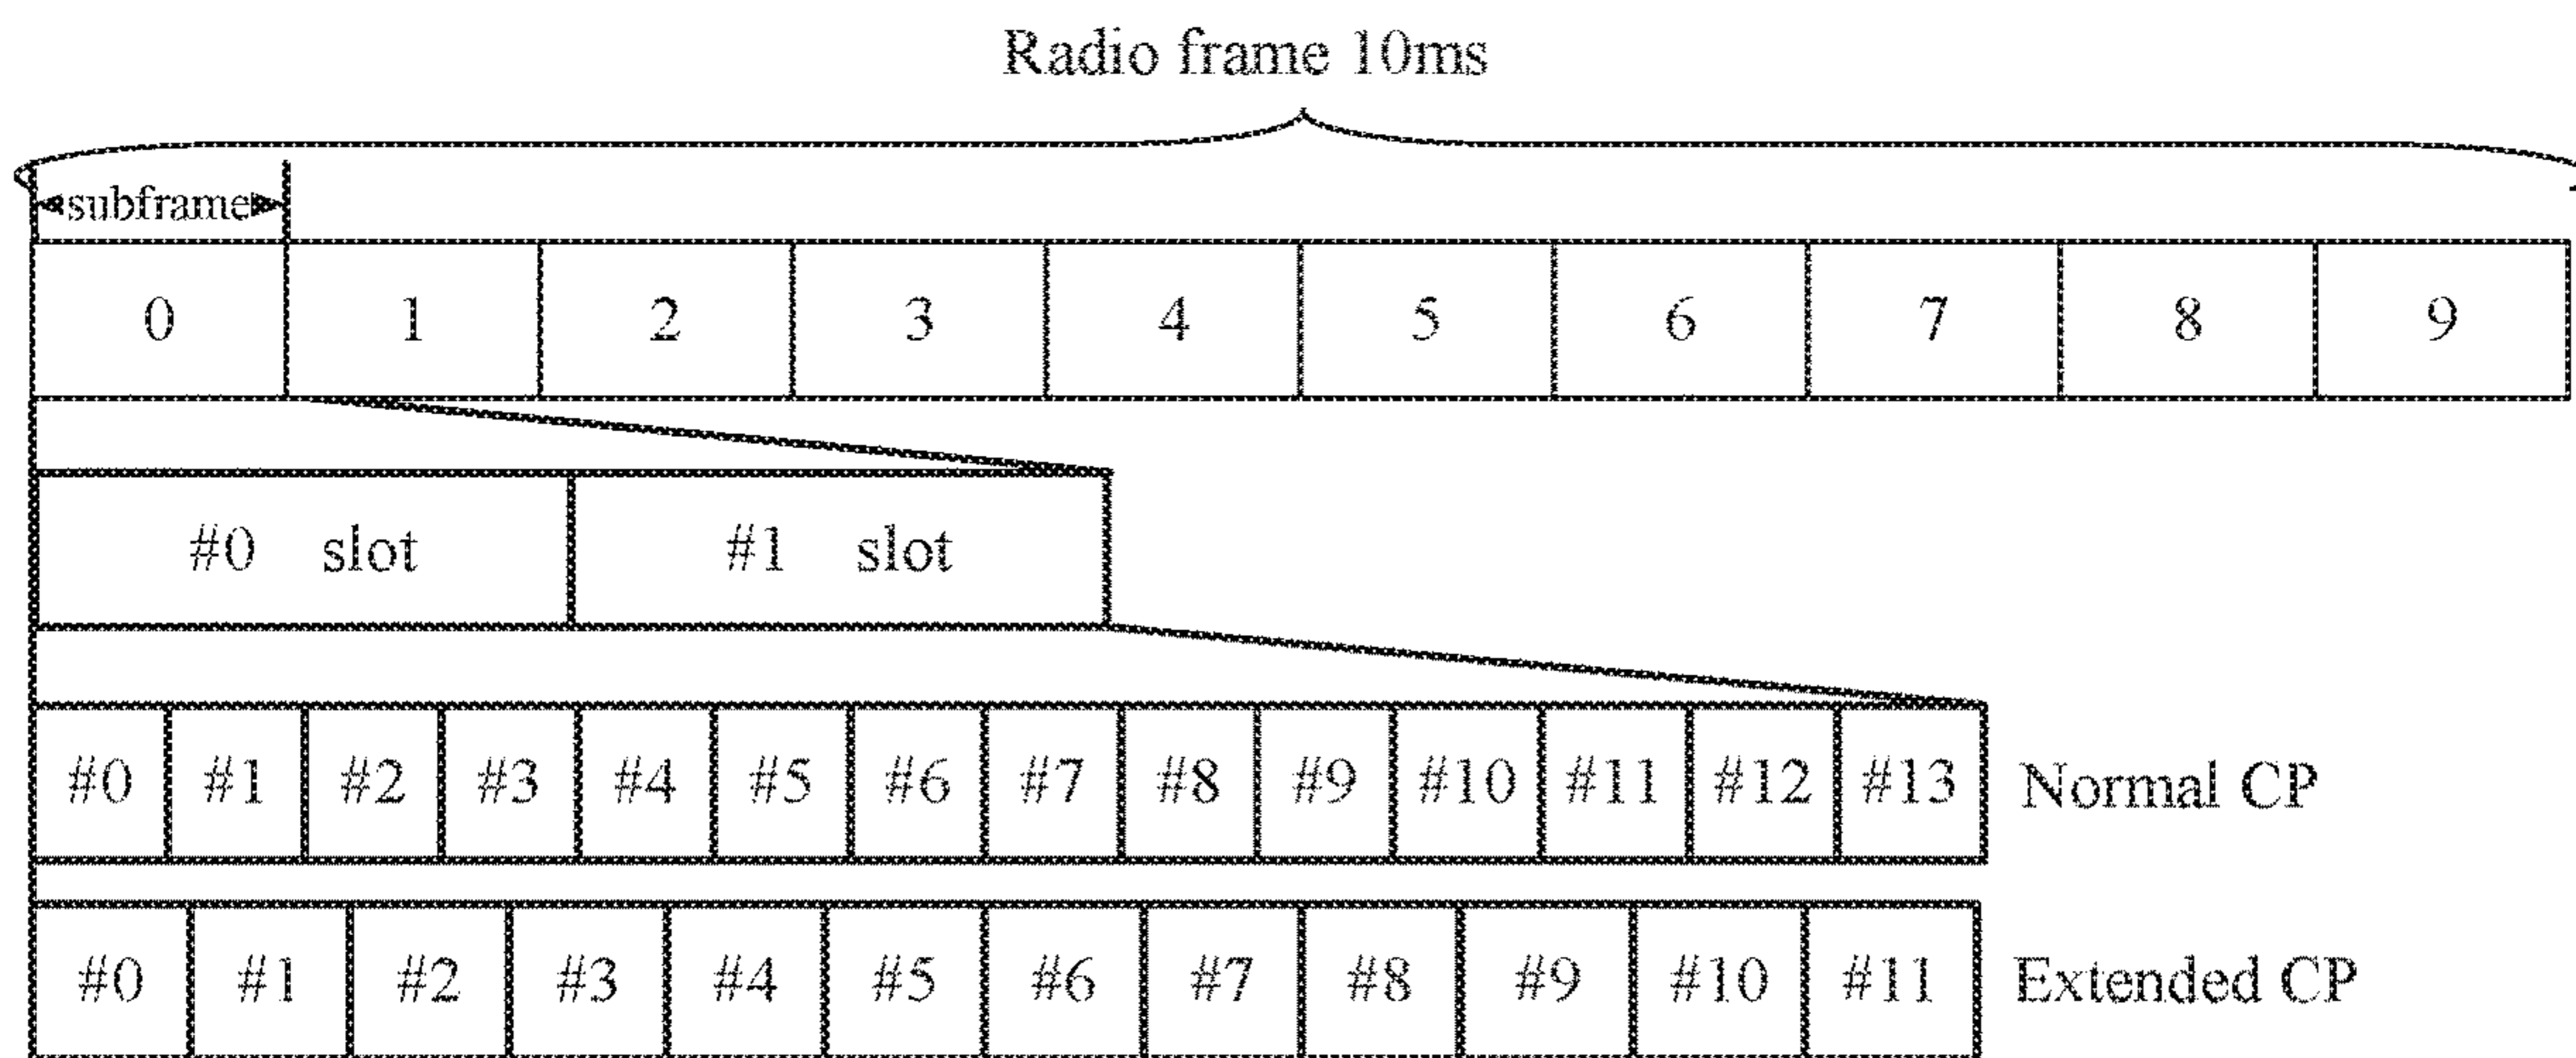 Radio frame 10ms
subframe
0 1 2 3 4 5 6 7 8 9
#0 slot #1 slot
#0 #1 #2 #3 #4 #5 #6 #7 #8 #9 #10 #11 #12 #13 Normal CP
#0 #1 #2 #3 #4 #5 #6 #7 #8 #9 #10 #11 Extended CP